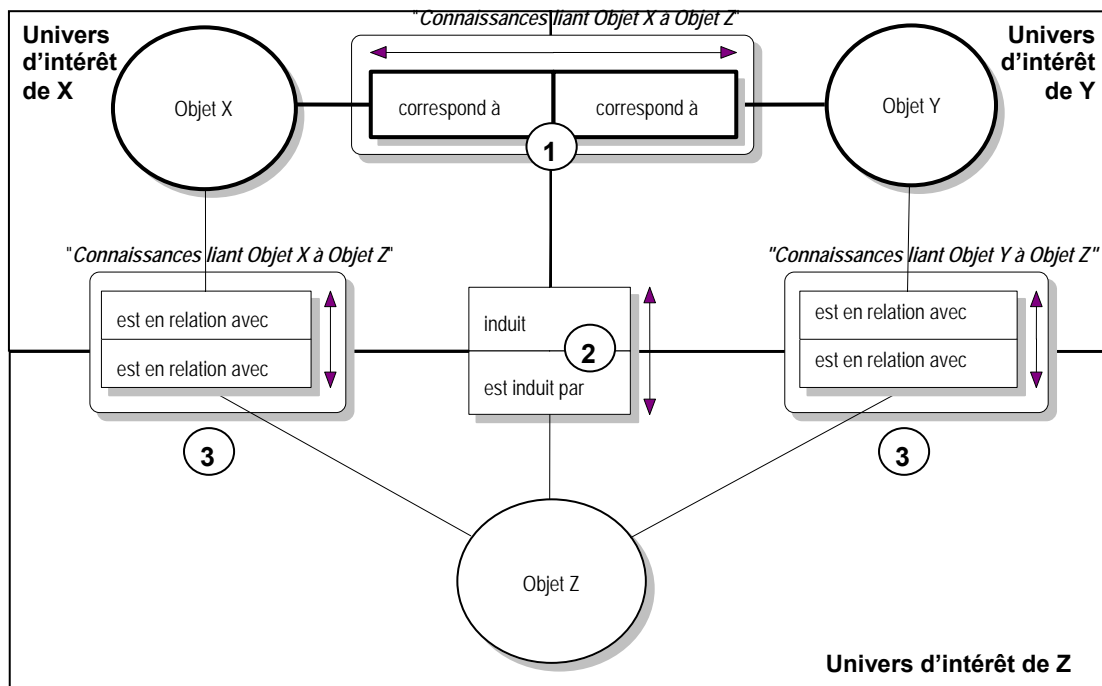 "Connaissances liant Objet X à Objet Z"
Univers
d'intérêt
de X
Univers
d'intérêt
de Y
Objet X
correspond à
correspond à
Objet Y
1
"Connaissances liant Objet X à Objet Z"
"Connaissances liant Objet Y à Objet Z"
est en relation avec
est en relation avec
induit
2
est induit par
est en relation avec
est en relation avec
3
3
Objet Z
Univers d'intérêt de Z